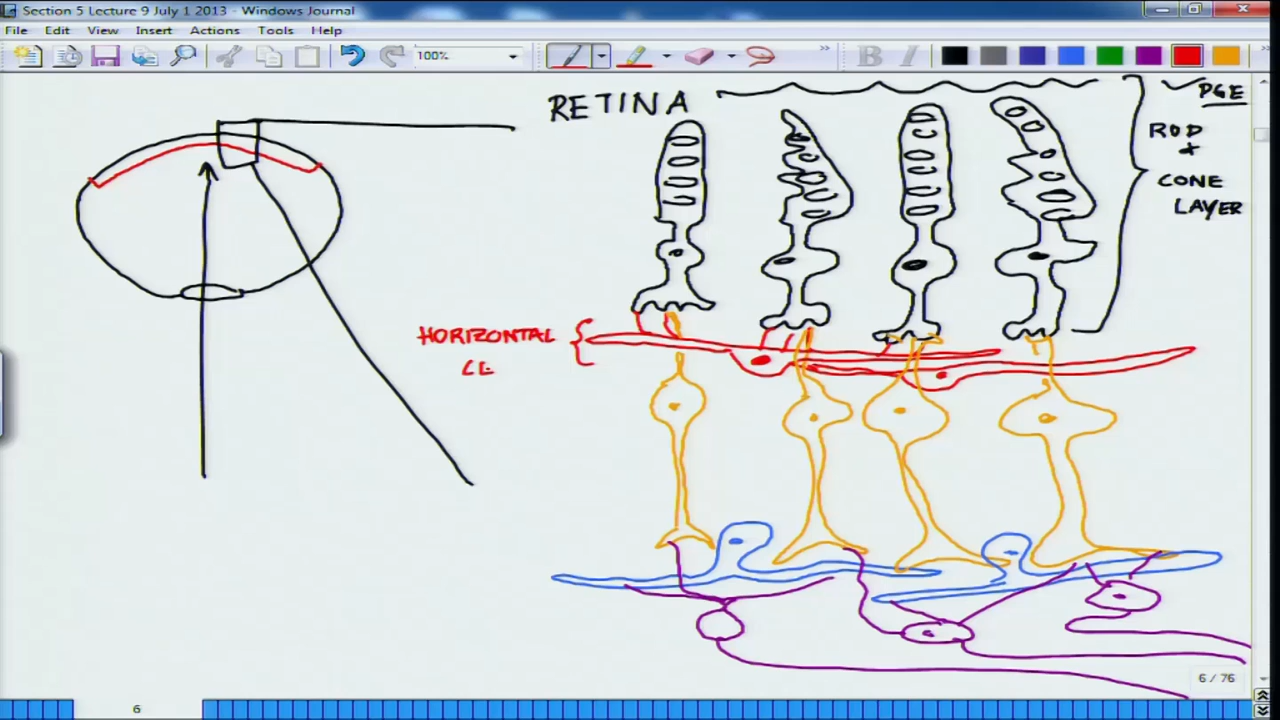 Section 5 Lecture 9 July 1 2013 - Windows Journal
File Edit View Insert Actions Tools Help
100%
B I
RETINA
PGE
ROD
+
CONE
LAYER
HORIZONTAL
CE
6 / 76
6